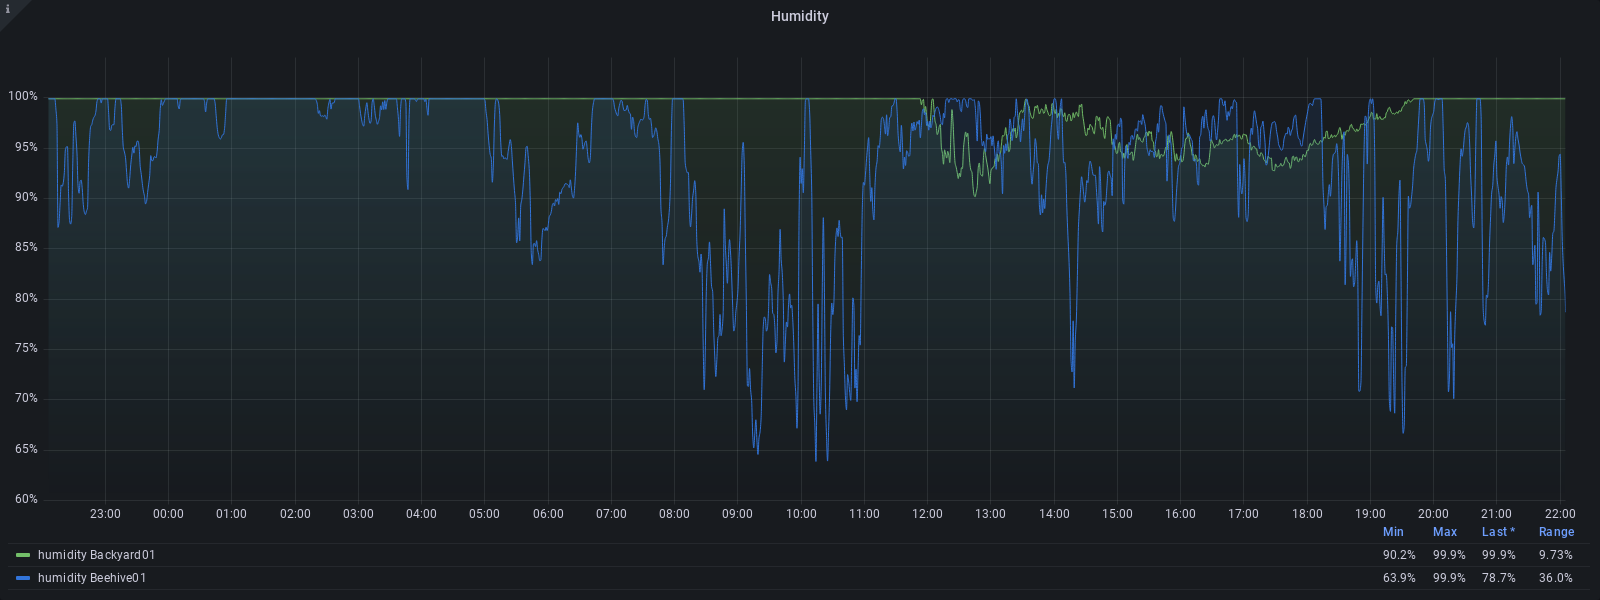 i
Humidity
100%
95%
90%
85%
80%
75%
70%
65%
60%
23:00 00:00 01:00 02:00 03:00 04:00 05:00 06:00 07:00 08:00 09:00 10:00 11:00 12:00 13:00 14:00 15:00 16:00 17:00 18:00 19:00 20:00 21:00 22:00
Min Max Last * Range
humidity Backyard01 90.2% 99.9% 99.9% 9.73%
humidity Beehive01 63.9% 99.9% 78.7% 36.0%